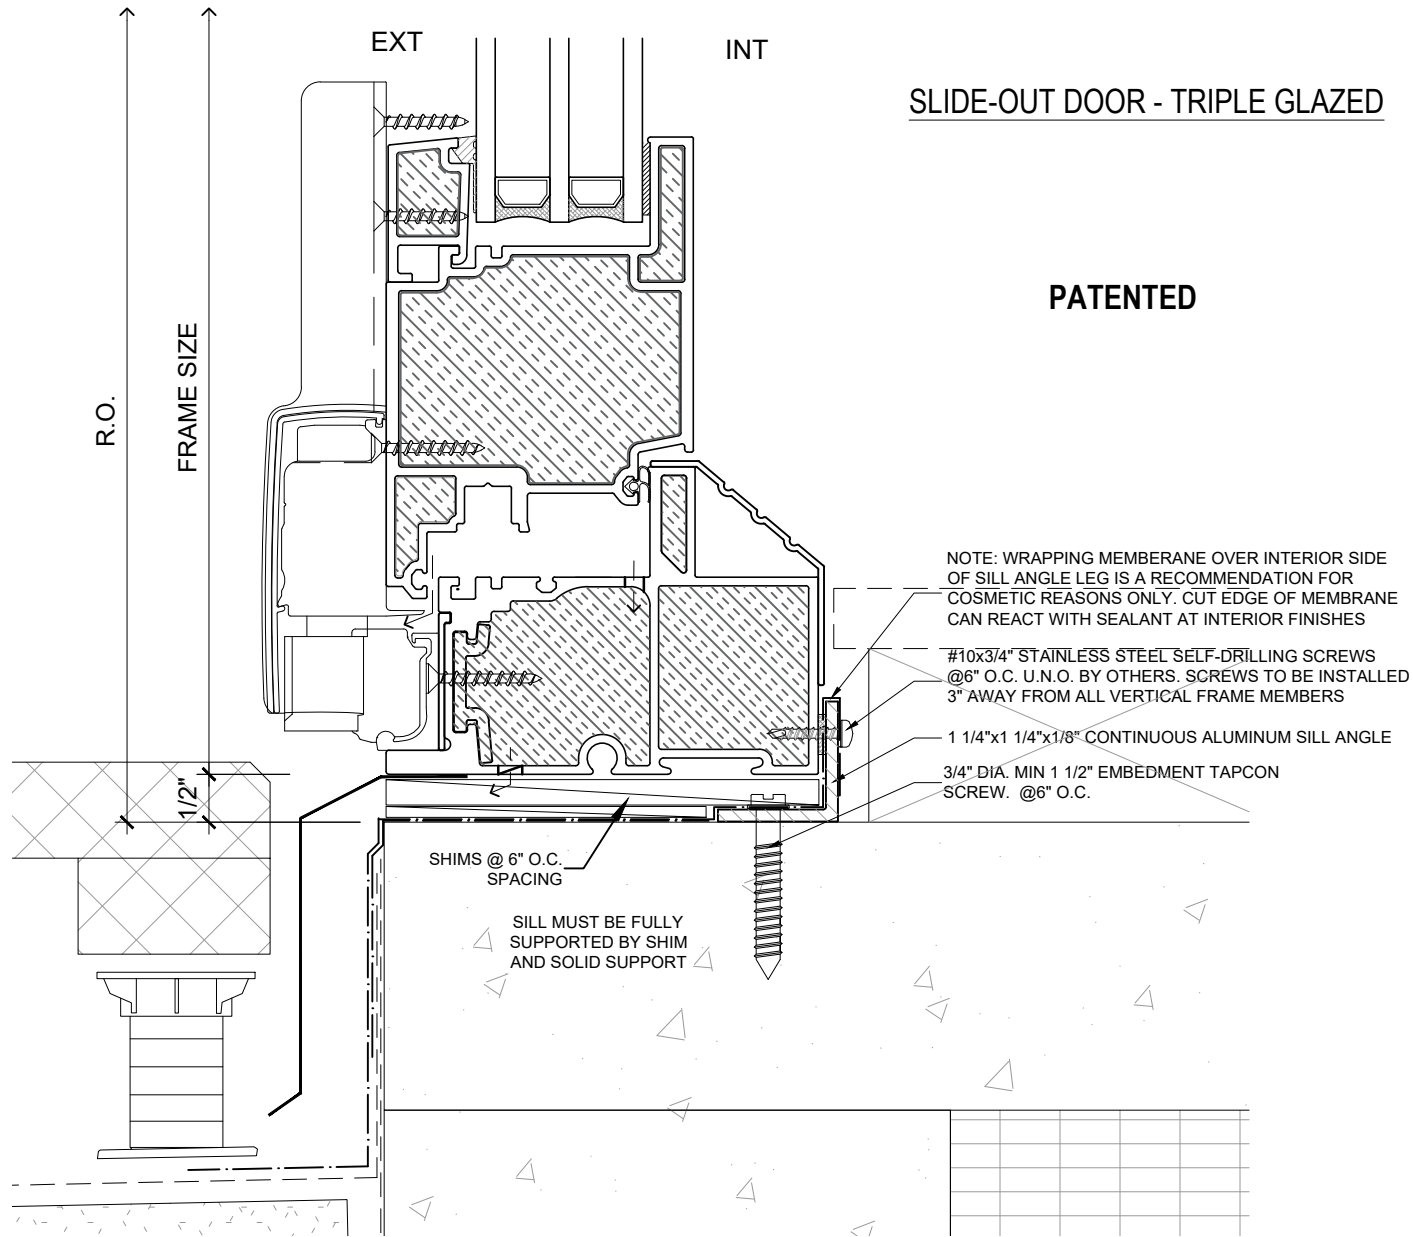 EXT
INT
SLIDE-OUT DOOR - TRIPLE GLAZED
PATENTED
R.O.
FRAME SIZE
1/2"
NOTE: WRAPPING MEMBERANE OVER INTERIOR SIDE
OF SILL ANGLE LEG IS A RECOMMENDATION FOR
COSMETIC REASONS ONLY. CUT EDGE OF MEMBRANE
CAN REACT WITH SEALANT AT INTERIOR FINISHES
#10x3/4" STAINLESS STEEL SELF-DRILLING SCREWS
@6" O.C. U.N.O. BY OTHERS. SCREWS TO BE INSTALLED
3" AWAY FROM ALL VERTICAL FRAME MEMBERS
1 1/4"x1 1/4"x1/8" CONTINUOUS ALUMINUM SILL ANGLE
3/4" DIA. MIN 1 1/2" EMBEDMENT TAPCON
SCREW. @6" O.C.
SHIMS @ 6" O.C.
SPACING
SILL MUST BE FULLY
SUPPORTED BY SHIM
AND SOLID SUPPORT